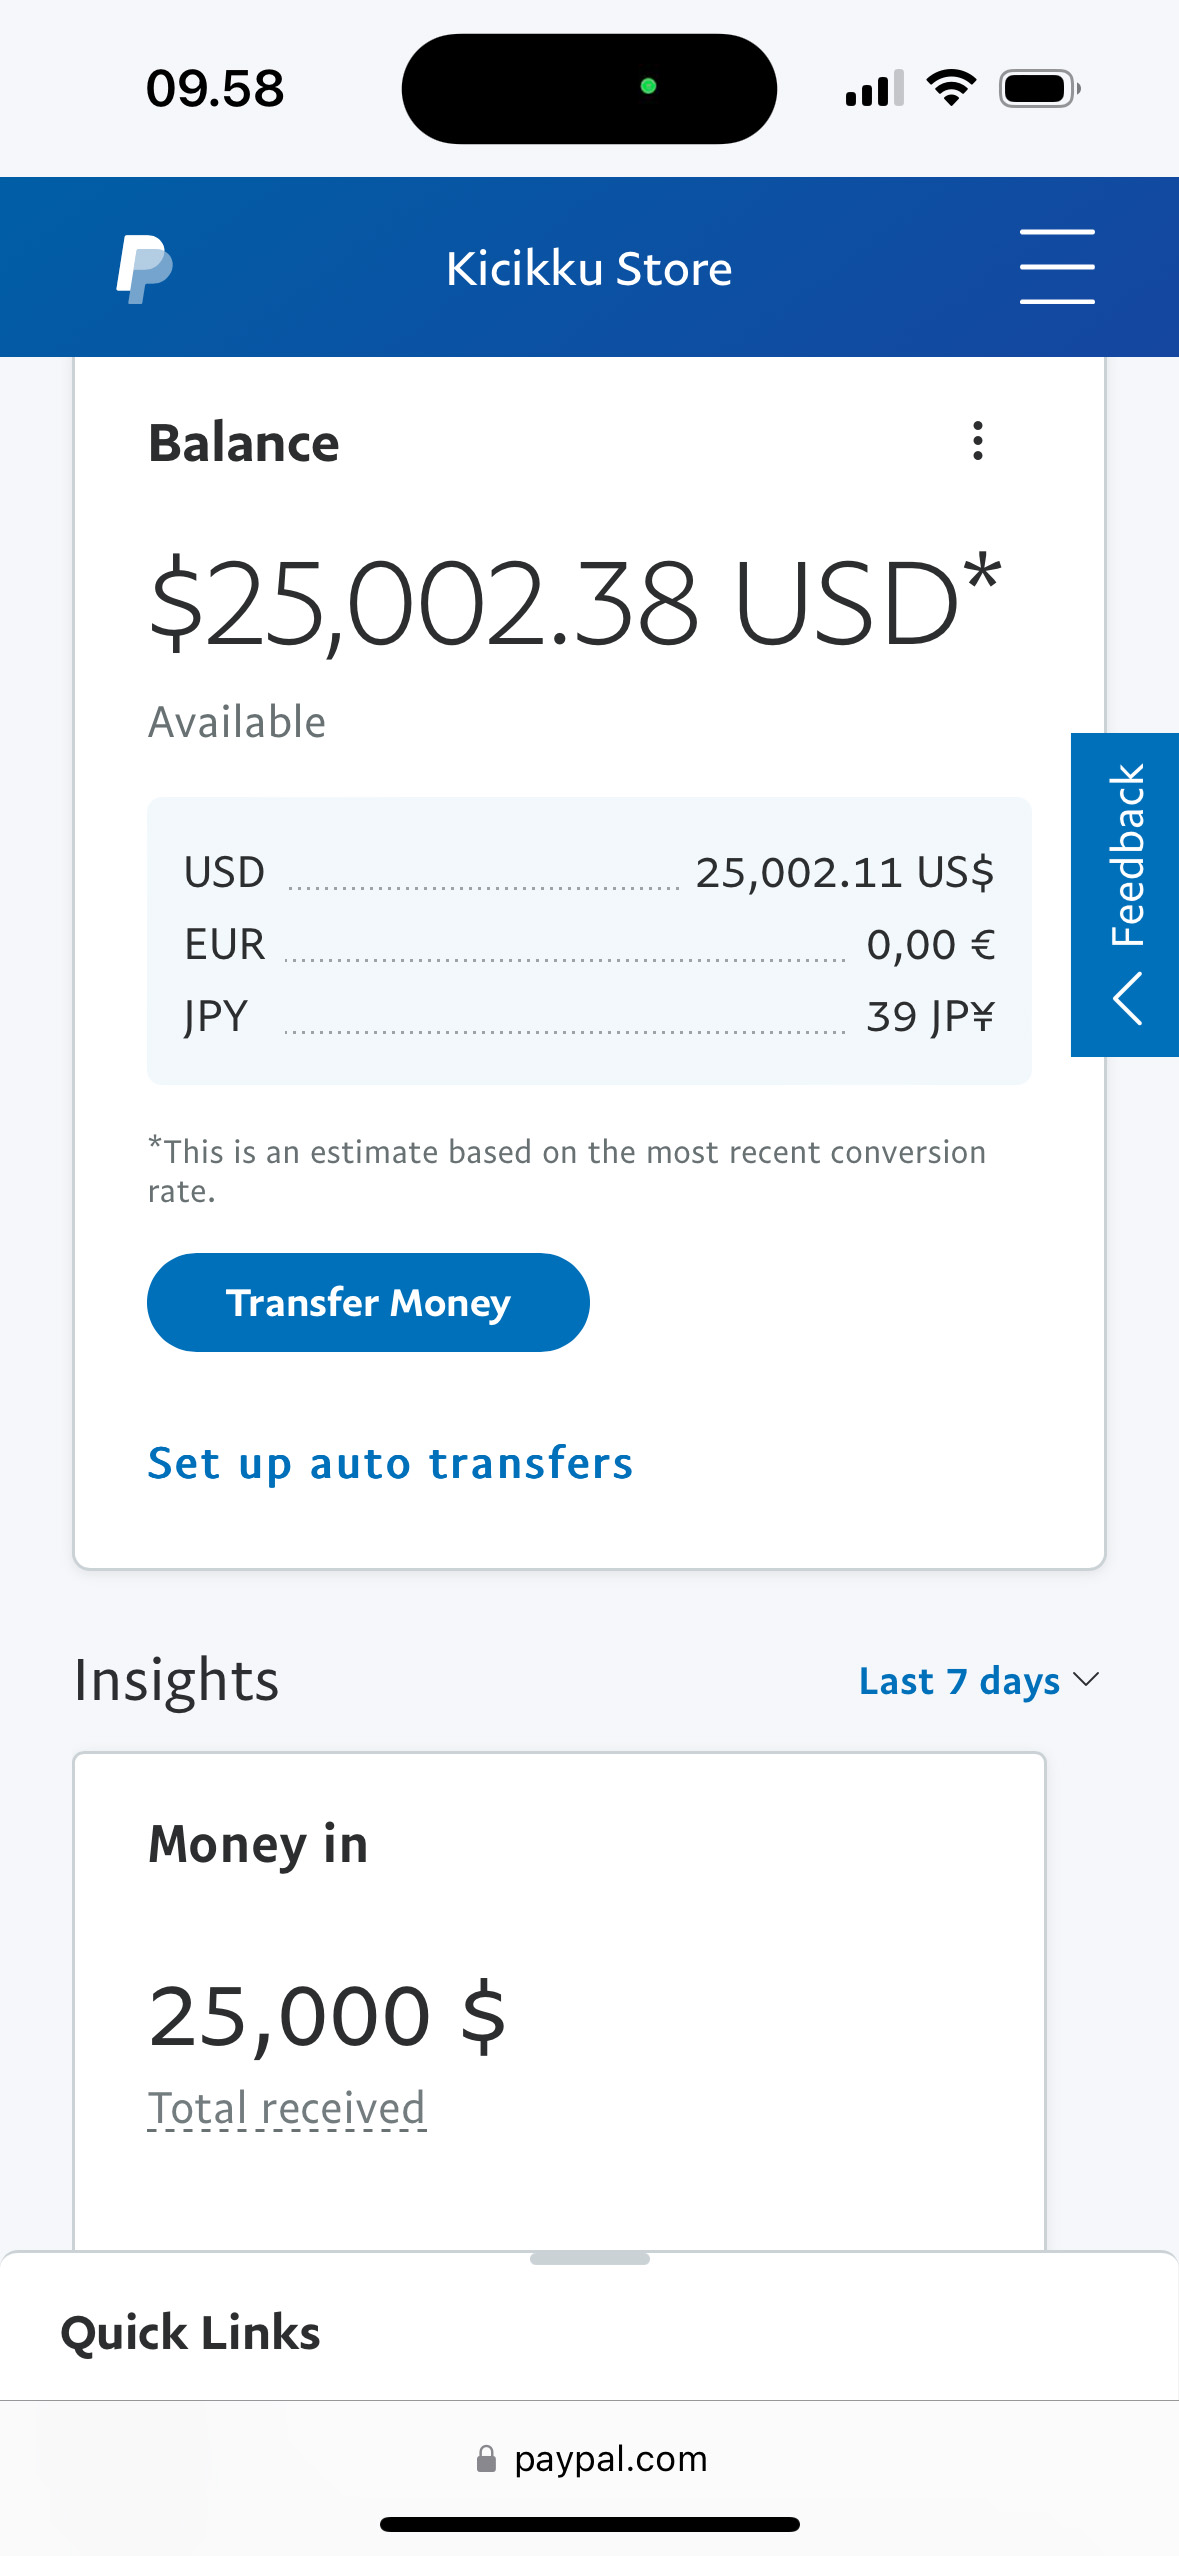 09.58
Kicikku Store
Balance
$25,002.38 USD*
Available
USD 25,002.11 US$
EUR 0,00 €
JPY 39 JP¥
Feedback
*This is an estimate based on the most recent conversion
rate.
Transfer Money
Set up auto transfers
Insights
Last 7 days
Money in
25,000 $
Total received
Quick Links
paypal.com